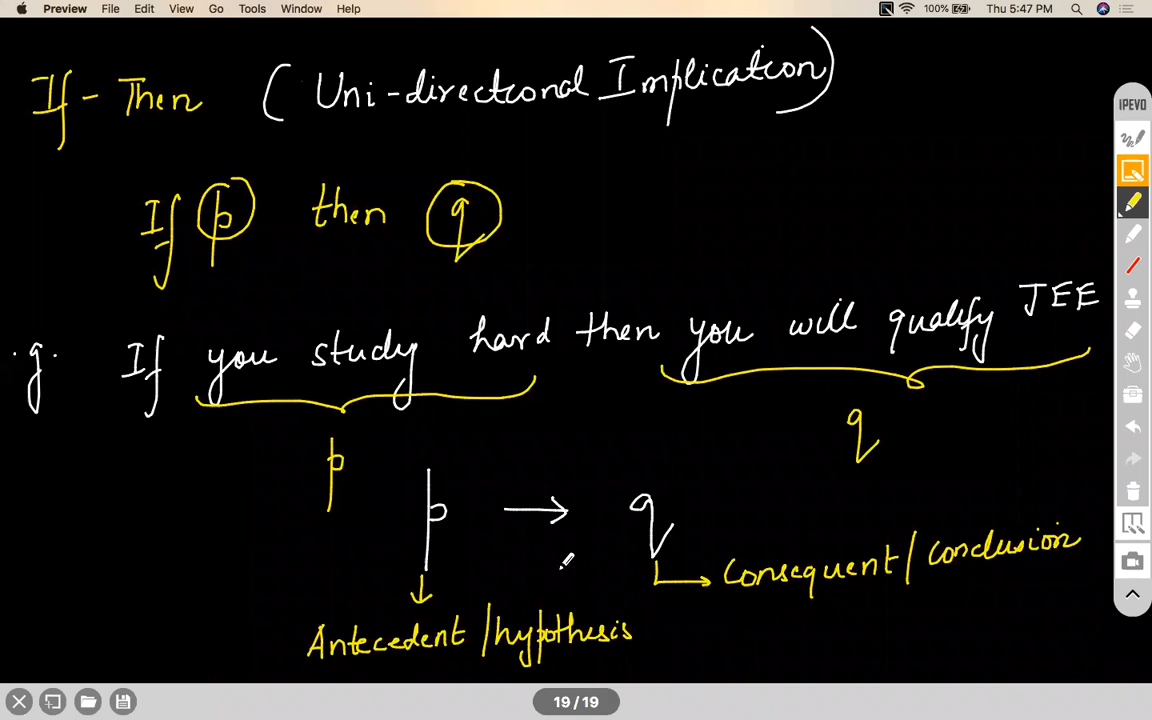 Preview File Edit View Go Tools Window Help 100% Thu 5:47 PM
If - Then (Uni-directional Implication)
IPEVO
If p then q
.g. If you study hard then you will qualify JEE
p q
p → q
Consequent/conclusion
Antecedent/hypothesis
19 / 19